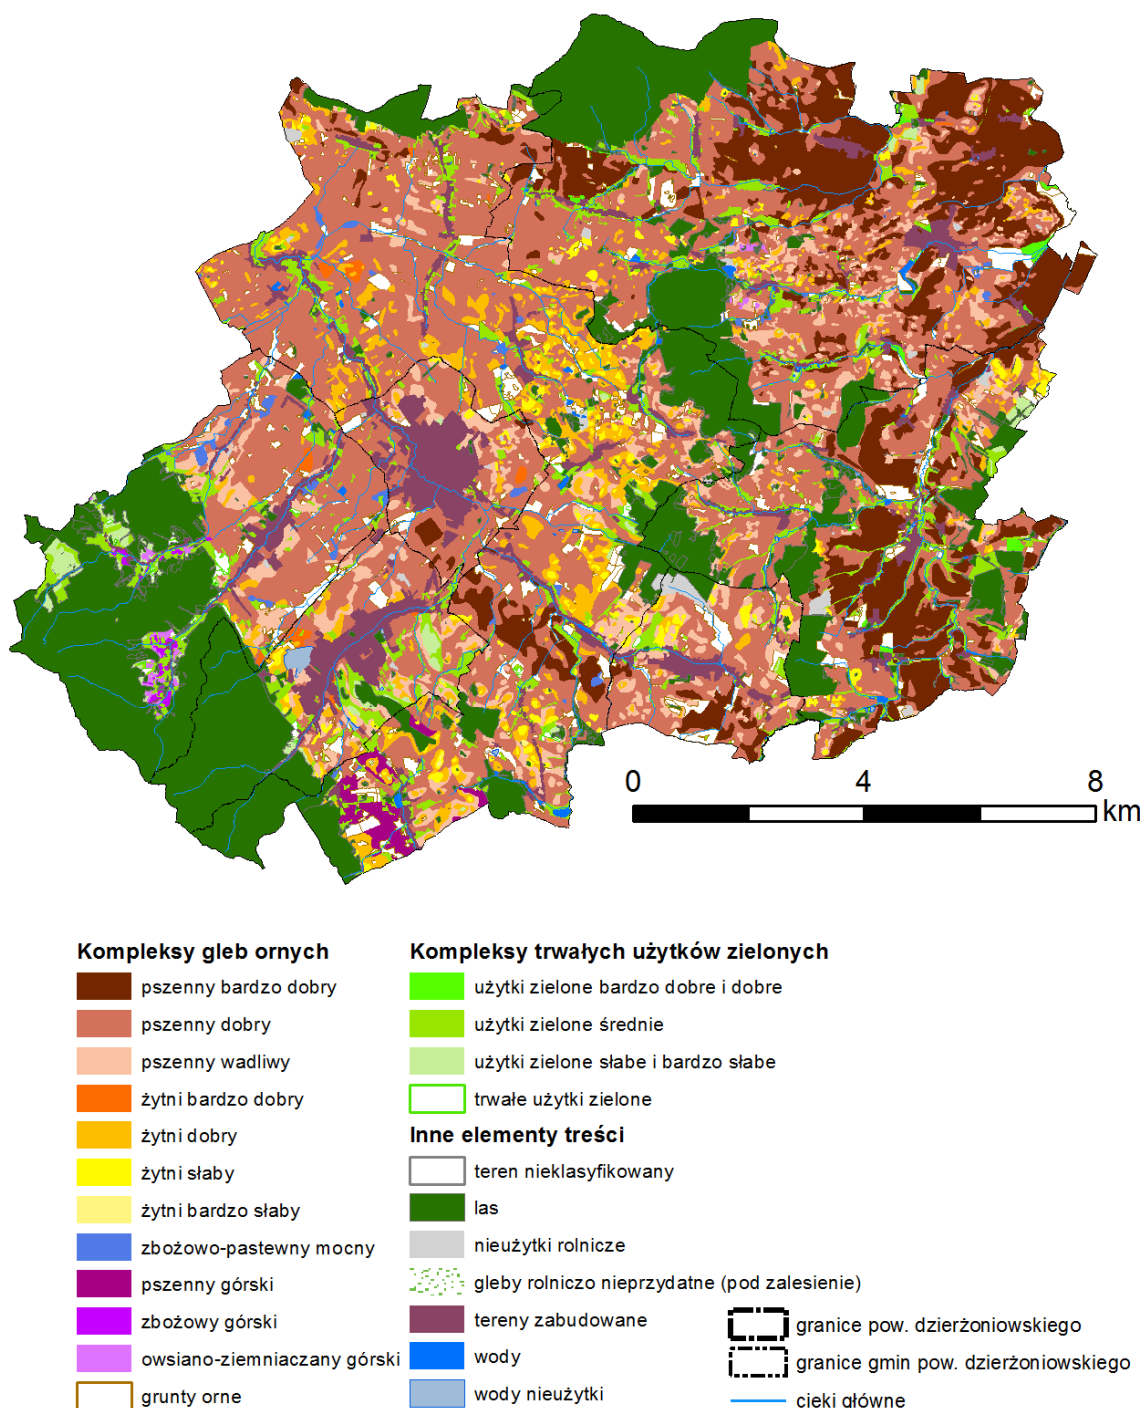 0 4 8
km
Kompleksy gleb ornych
pszenny bardzo dobry
pszenny dobry
pszenny wadliwy
żytni bardzo dobry
żytni dobry
żytni słaby
żytni bardzo słaby
zbożowo-pastewny mocny
pszenny górski
zbożowy górski
owsiano-ziemniaczany górski
grunty orne
Kompleksy trwałych użytków zielonych
użytki zielone bardzo dobre i dobre
użytki zielone średnie
użytki zielone słabe i bardzo słabe
trwałe użytki zielone
Inne elementy treści
teren nieklasyfikowany
las
nieużytki rolnicze
gleby rolniczo nieprzydatne (pod zalesienie)
tereny zabudowane
wody
wody nieużytki
granice pow. dzierżoniowskiego
granice gmin pow. dzierżoniowskiego
cieki główne